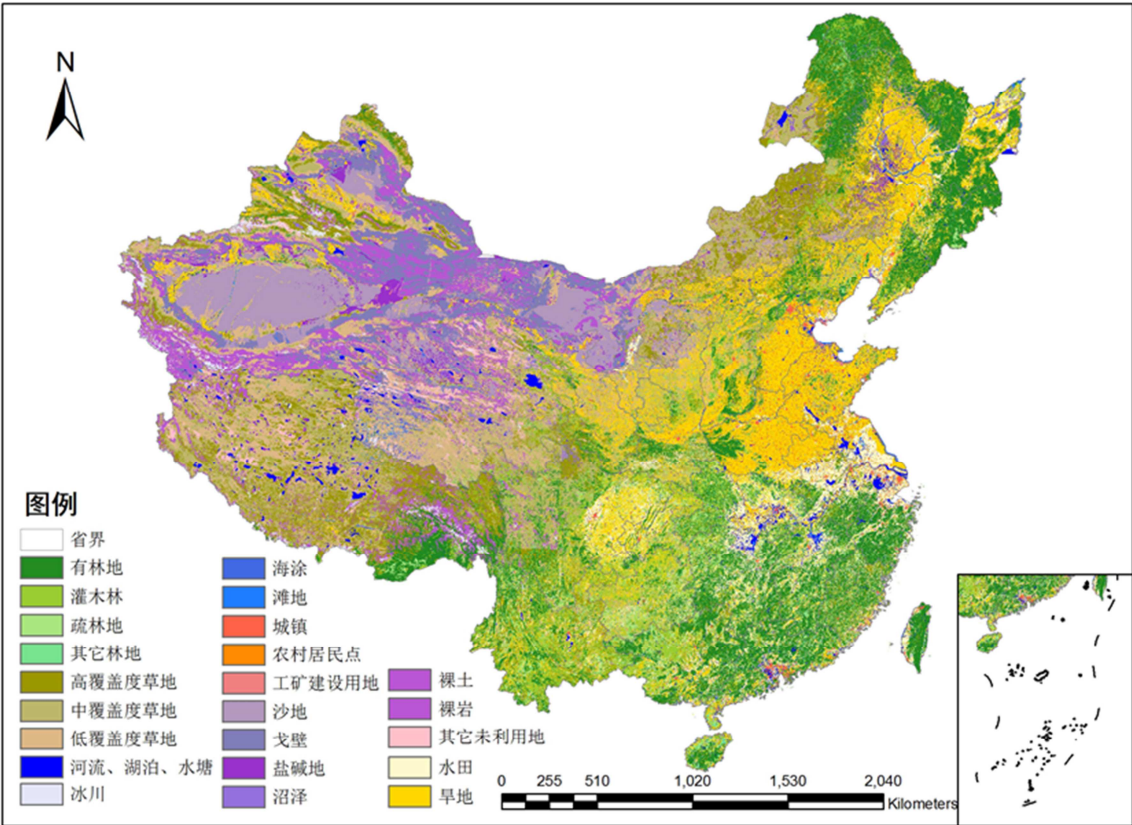 N
图例
省界
有林地
灌木林
疏林地
其它林地
高覆盖度草地
中覆盖度草地
低覆盖度草地
河流、湖泊、水塘
冰川
海涂
滩地
城镇
农村居民点
工矿建设用地
沙地
戈壁
盐碱地
沼泽
裸土
裸岩
其它未利用地
水田
旱地
0 255 510 1,020 1,530 2,040
Kilometers